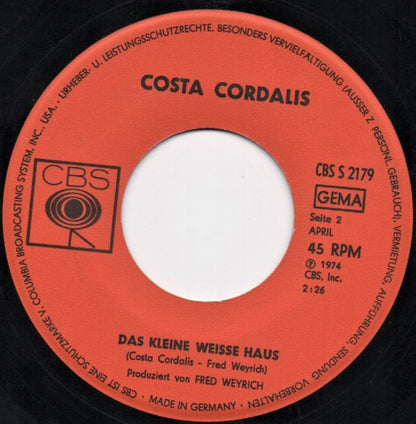 URHEBER- U. LEISTUNGSSCHUTZRECHTE, BESONDERS VERVIELFÄLTIGUNG (AUSSER Z. PERSÖNL. GEBRAUCH), VERMIETUNG, AUFFÜHRUNG, SENDUNG VORBEHALTEN
COSTA CORDALIS
CBS
CBS S 2179
GEMA
Seite 2
APRIL
45 RPM
℗ 1974
CBS, Inc.
2:26
DAS KLEINE WEISSE HAUS
(Costa Cordalis - Fred Weyrich)
Produziert von FRED WEYRICH
MADE IN GERMANY ·
CBS IST EINE SCHUTZMARKE V. COLUMBIA BROADCASTING SYSTEM, INC., USA. ·